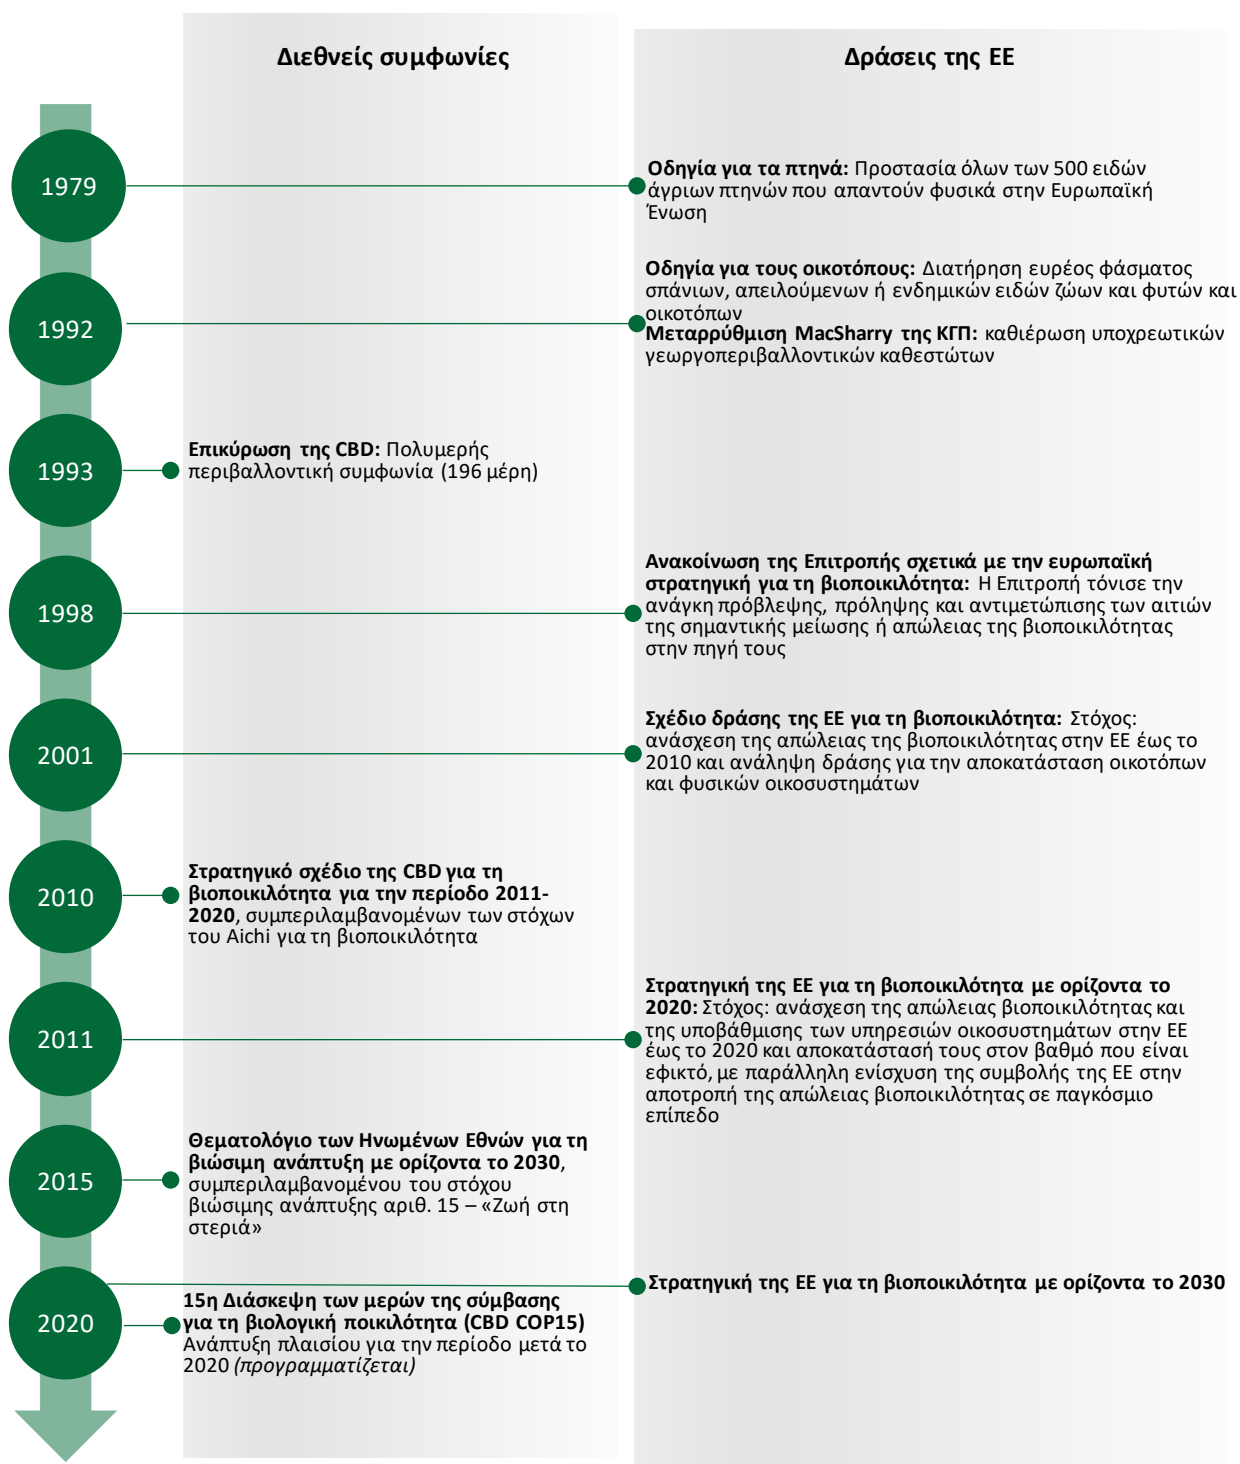 Διεθνείς συμφωνίες
Δράσεις της ΕΕ
1979
Οδηγία για τα πτηνά: Προστασία όλων των 500 ειδών
άγριων πτηνών που απαντούν φυσικά στην Ευρωπαϊκή
Ένωση
1992
Οδηγία για τους οικοτόπους: Διατήρηση ευρέος φάσματος
σπάνιων, απειλούμενων ή ενδημικών ειδών ζώων και φυτών και
οικοτόπων
Μεταρρύθμιση MacSharry της ΚΓΠ: καθιέρωση υποχρεωτικών
γεωργοπεριβαλλοντικών καθεστώτων
1993
Επικύρωση της CBD: Πολυμερής
περιβαλλοντική συμφωνία (196 μέρη)
1998
Ανακοίνωση της Επιτροπής σχετικά με την ευρωπαϊκή
στρατηγική για τη βιοποικιλότητα: Η Επιτροπή τόνισε την
ανάγκη πρόβλεψης, πρόληψης και αντιμετώπισης των αιτιών
της σημαντικής μείωσης ή απώλειας της βιοποικιλότητας
στην πηγή τους
2001
Σχέδιο δράσης της ΕΕ για τη βιοποικιλότητα: Στόχος:
ανάσχεση της απώλειας της βιοποικιλότητας στην ΕΕ έως το
2010 και ανάληψη δράσης για την αποκατάσταση οικοτόπων
και φυσικών οικοσυστημάτων
2010
Στρατηγικό σχέδιο της CBD για τη
βιοποικιλότητα για την περίοδο 2011-
2020, συμπεριλαμβανομένων των στόχων
του Aichi για τη βιοποικιλότητα
2011
Στρατηγική της ΕΕ για τη βιοποικιλότητα με ορίζοντα το
2020: Στόχος: ανάσχεση της απώλειας βιοποικιλότητας και
της υποβάθμισης των υπηρεσιών οικοσυστημάτων στην ΕΕ
έως το 2020 και αποκατάστασή τους στον βαθμό που είναι
εφικτό, με παράλληλη ενίσχυση της συμβολής της ΕΕ στην
αποτροπή της απώλειας βιοποικιλότητας σε παγκόσμιο
επίπεδο
2015
Θεματολόγιο των Ηνωμένων Εθνών για τη
βιώσιμη ανάπτυξη με ορίζοντα το 2030,
συμπεριλαμβανομένου του στόχου
βιώσιμης ανάπτυξης αριθ. 15 – «Ζωή στη
στεριά»
2020
Στρατηγική της ΕΕ για τη βιοποικιλότητα με ορίζοντα το 2030
15η Διάσκεψη των μερών της σύμβασης
για τη βιολογική ποικιλότητα (CBD COP15)
Ανάπτυξη πλαισίου για την περίοδο μετά το
2020 (προγραμματίζεται)